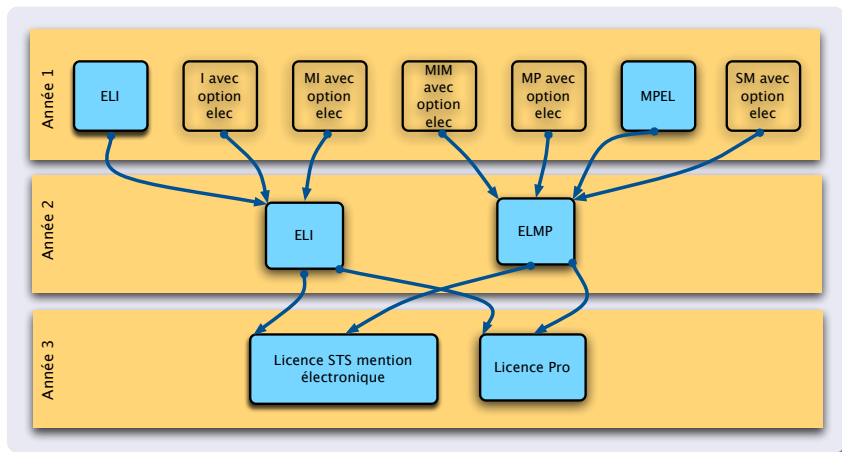 Année 1
ELI
I avec
option
elec
MI avec
option
elec
MIM
avec
option
elec
MP avec
option
elec
MPEL
SM avec
option
elec
Année 2
ELI
ELMP
Année 3
Licence STS mention
électronique
Licence Pro